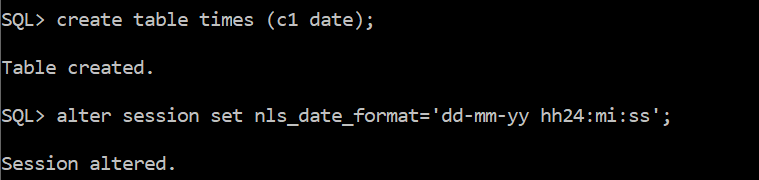 SQL> create table times (c1 date);
Table created.
SQL> alter session set nls_date_format='dd-mm-yy hh24:mi:ss';
Session altered.